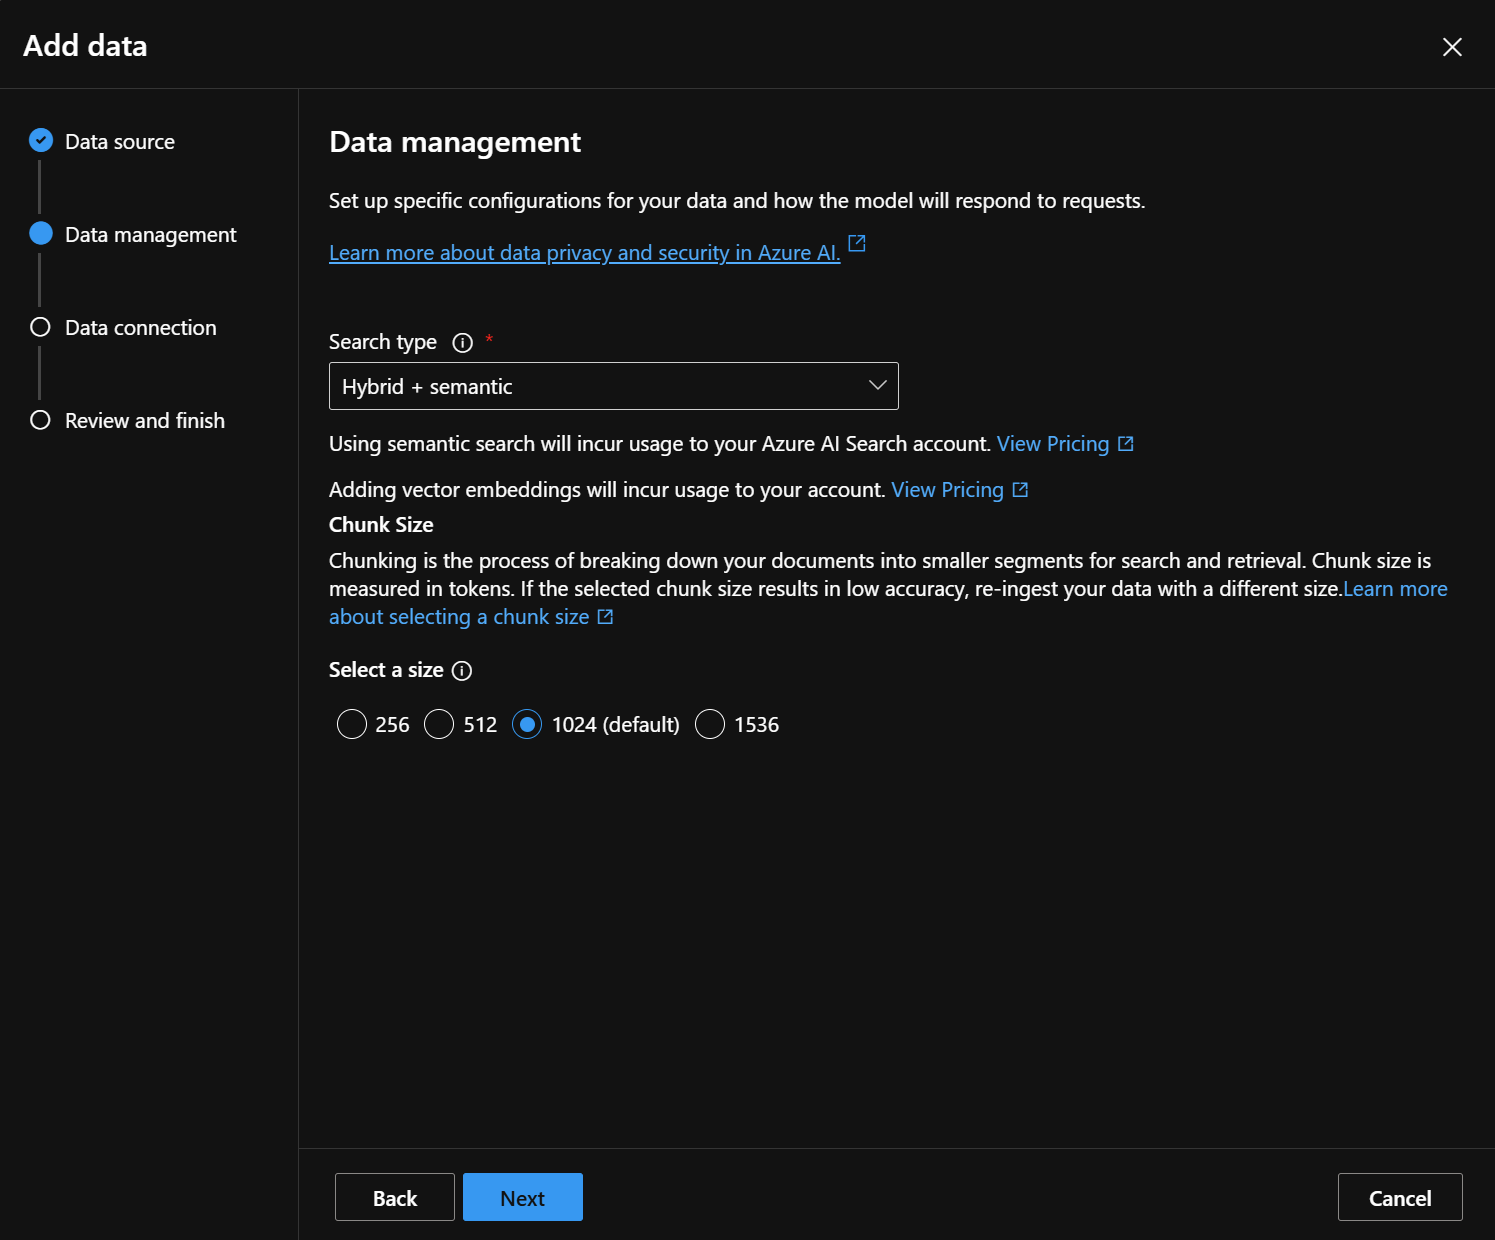 Add data
Data source
Data management
Data connection
Review and finish
Data management
Set up specific configurations for your data and how the model will respond to requests.
Learn more about data privacy and security in Azure AI.
Search type *
Hybrid + semantic
Using semantic search will incur usage to your Azure AI Search account. View Pricing
Adding vector embeddings will incur usage to your account. View Pricing
Chunk Size
Chunking is the process of breaking down your documents into smaller segments for search and retrieval. Chunk size is
measured in tokens. If the selected chunk size results in low accuracy, re-ingest your data with a different size.Learn more
about selecting a chunk size
Select a size
256 512 1024 (default) 1536
Back Next Cancel